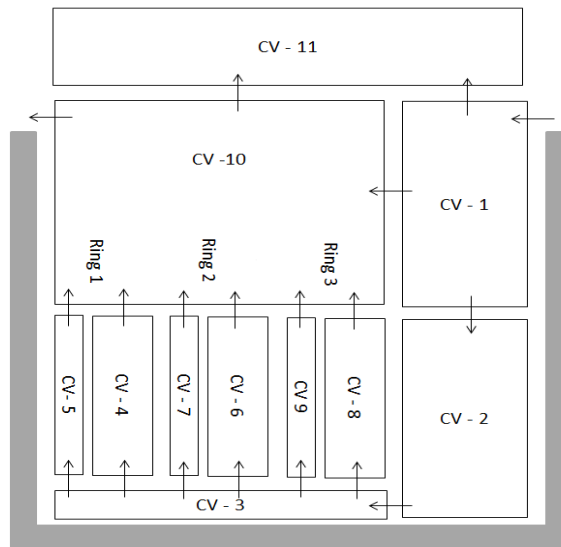 CV - 11
CV -10
CV - 1
Ring 1
Ring 2
Ring 3
CV- 5
CV - 4
CV - 7
CV - 6
CV 9
CV - 8
CV - 2
CV - 3